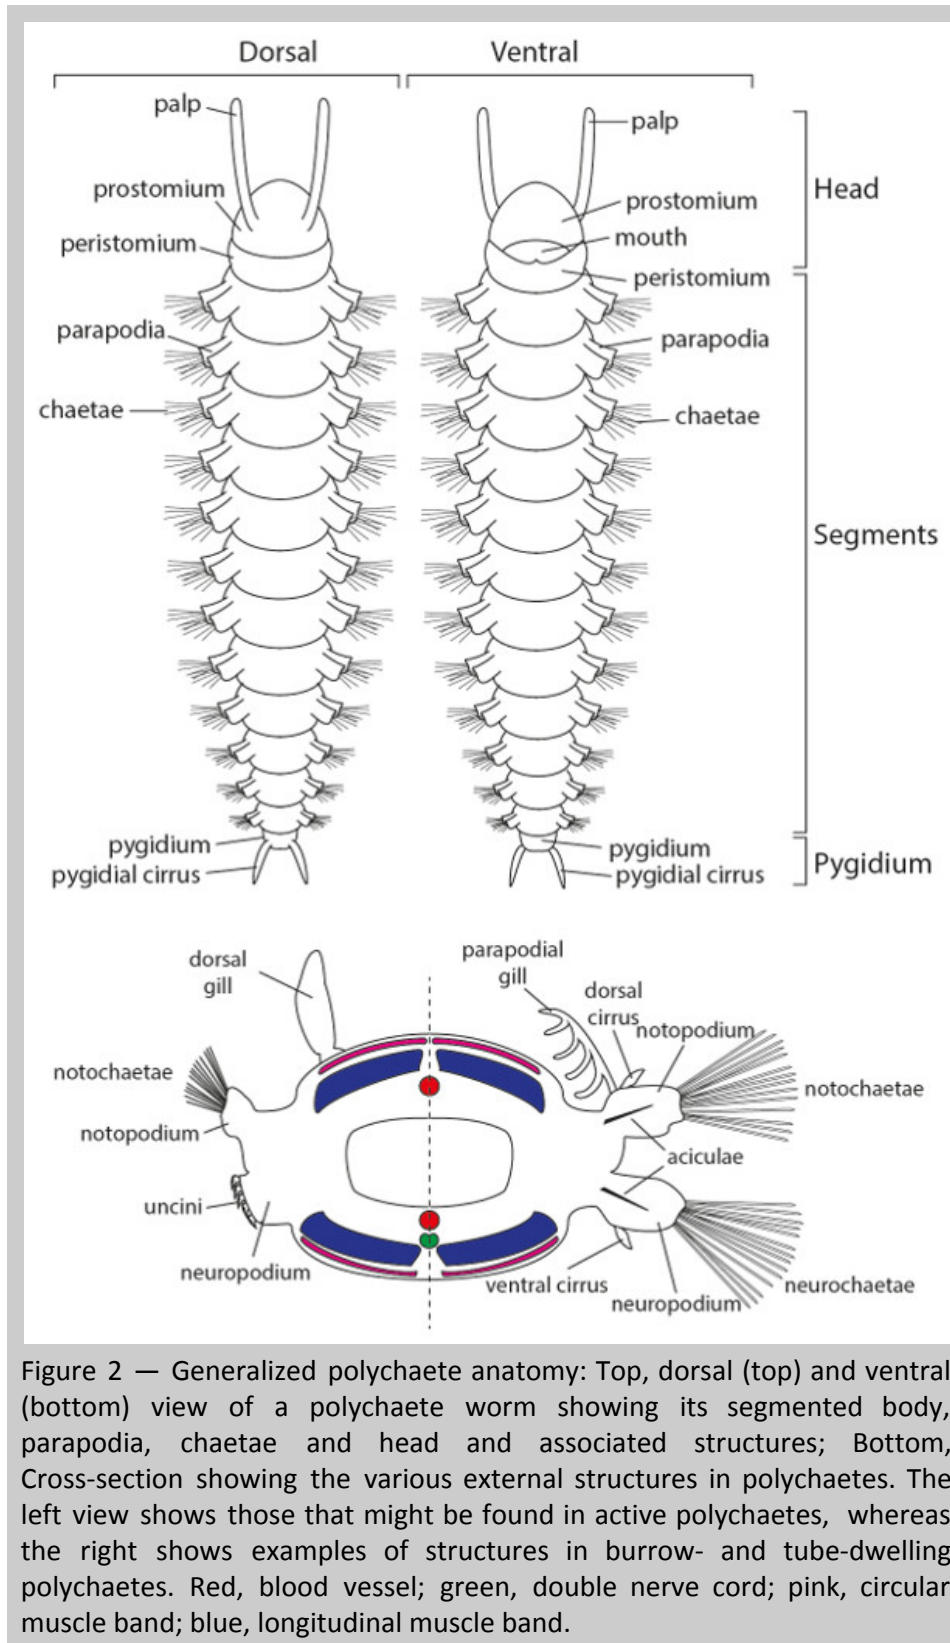 Dorsal
Ventral
palp
prostomium
peristomium
parapodia
chaetae
pygidium
pygidial cirrus
palp
prostomium
mouth
peristomium
parapodia
chaetae
pygidium
pygidial cirrus
Head
Segments
Pygidium
dorsal
gill
notochaetae
notopodium
uncini
neuropodium
parapodial
gill
dorsal
cirrus
notopodium
notochaetae
aciculae
ventral cirrus
neuropodium
neurochaetae
Figure 2 — Generalized polychaete anatomy: Top, dorsal (top) and ventral
(bottom) view of a polychaete worm showing its segmented body,
parapodia, chaetae and head and associated structures; Bottom,
Cross-section showing the various external structures in polychaetes. The
left view shows those that might be found in active polychaetes, whereas
the right shows examples of structures in burrow- and tube-dwelling
polychaetes. Red, blood vessel; green, double nerve cord; pink, circular
muscle band; blue, longitudinal muscle band.